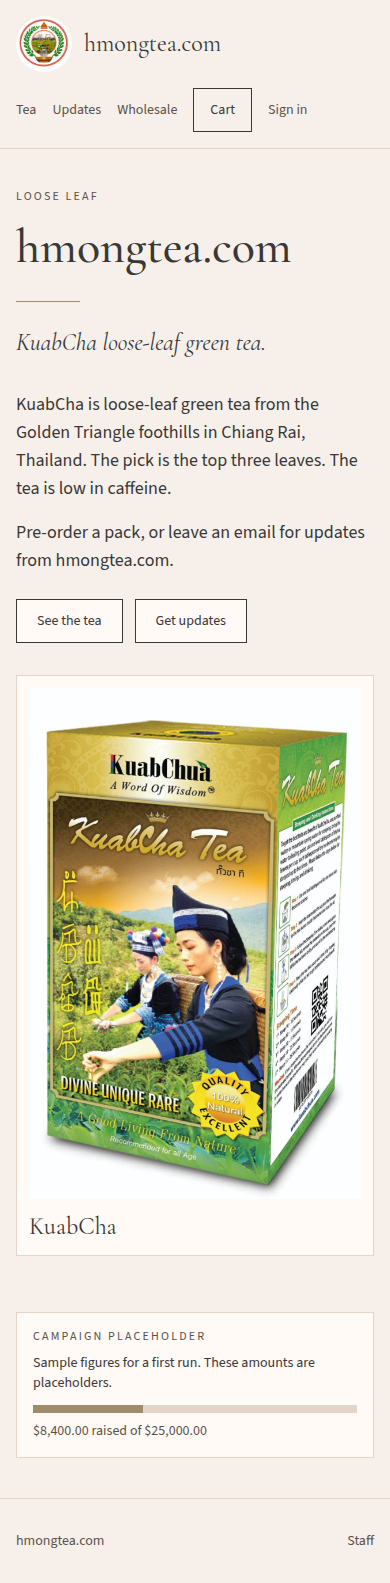 hmongtea.com
Tea Updates Wholesale Cart Sign in
LOOSE LEAF
hmongtea.com
KuabCha loose-leaf green tea.
KuabCha is loose-leaf green tea from the
Golden Triangle foothills in Chiang Rai,
Thailand. The pick is the top three leaves. The
tea is low in caffeine.
Pre-order a pack, or leave an email for updates
from hmongtea.com.
See the tea Get updates
KuabChua
A Word Of Wisdom
KuabCha Tea
กัวชา ที
DIVINE UNIQUE RARE
A Good Living From Nature
Recommended for all Age
QUALITY
100%
Natural
EXCELLENT
KuabCha Tea
KuabCha
CAMPAIGN PLACEHOLDER
Sample figures for a first run. These amounts are
placeholders.
$8,400.00 raised of $25,000.00
hmongtea.com Staff